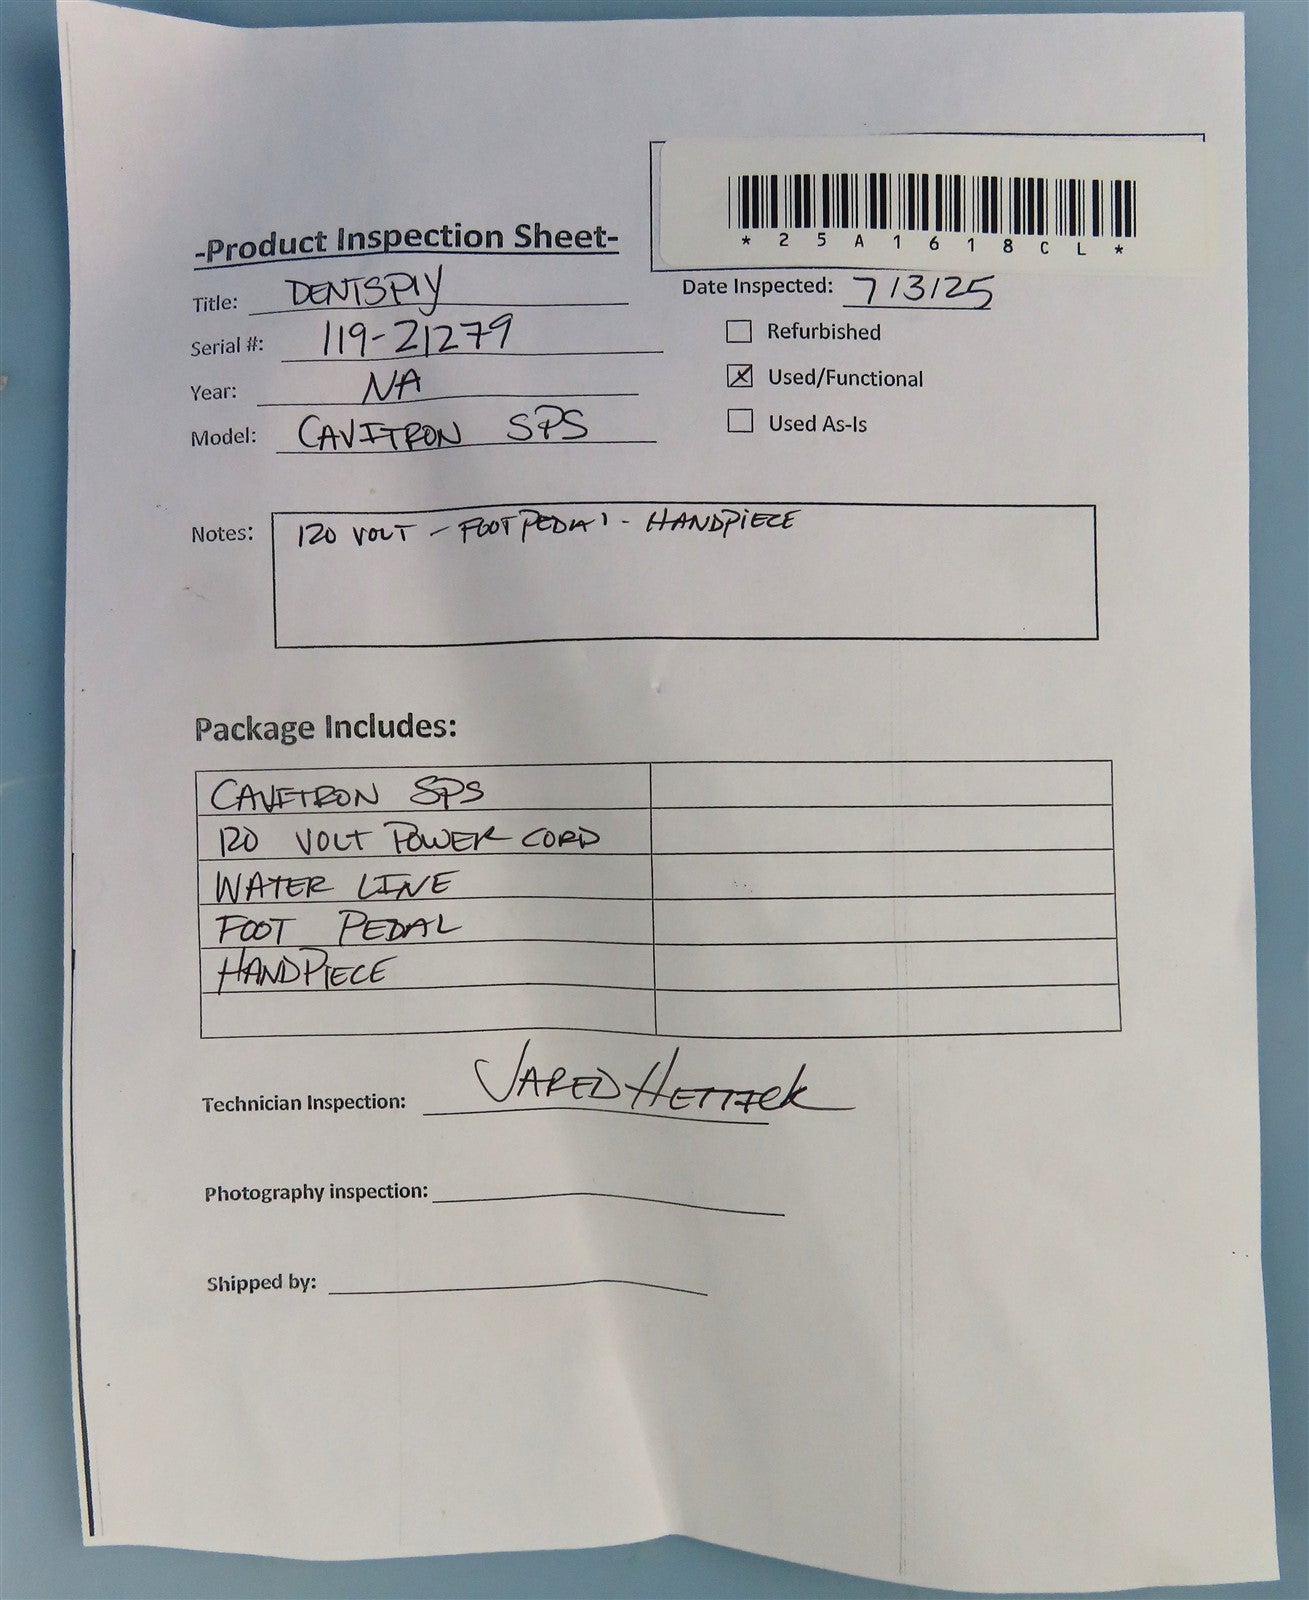 *25A1618CL*
-Product Inspection Sheet-
Title: DENTSPLY
Date Inspected: 7/3/25
Serial #: 119-21279
Refurbished
Year: NA
Used/Functional
Model: CAVITRON SPS
Used As-Is
Notes: 120 VOLT - FOOT PEDAL - HANDPIECE
Package Includes:
CAVITRON SPS
120 VOLT POWER CORD
WATER LINE
FOOT PEDAL
HANDPIECE
Technician Inspection: JARED
Photography inspection:
Shipped by: